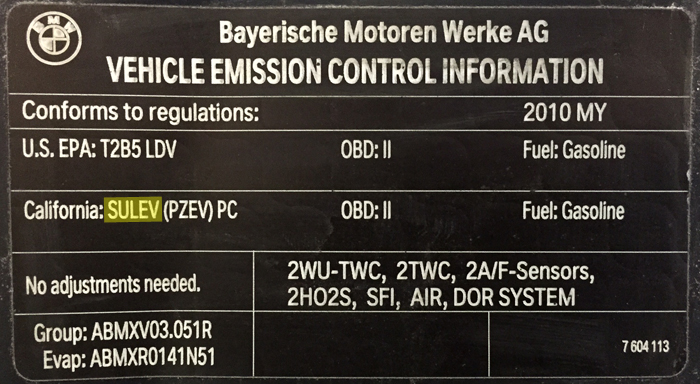 BMW
Bayerische Motoren Werke AG
VEHICLE EMISSION CONTROL INFORMATION
Conforms to regulations: 2010 MY
U.S. EPA: T2B5 LDV OBD: II Fuel: Gasoline
California: SULEV (PZEV) PC OBD: II Fuel: Gasoline
No adjustments needed.
2WU-TWC, 2TWC, 2A/F-Sensors,
2HO2S, SFI, AIR, DOR SYSTEM
Group: ABMXV03.051R
Evap: ABMXR0141N51
7 604 113